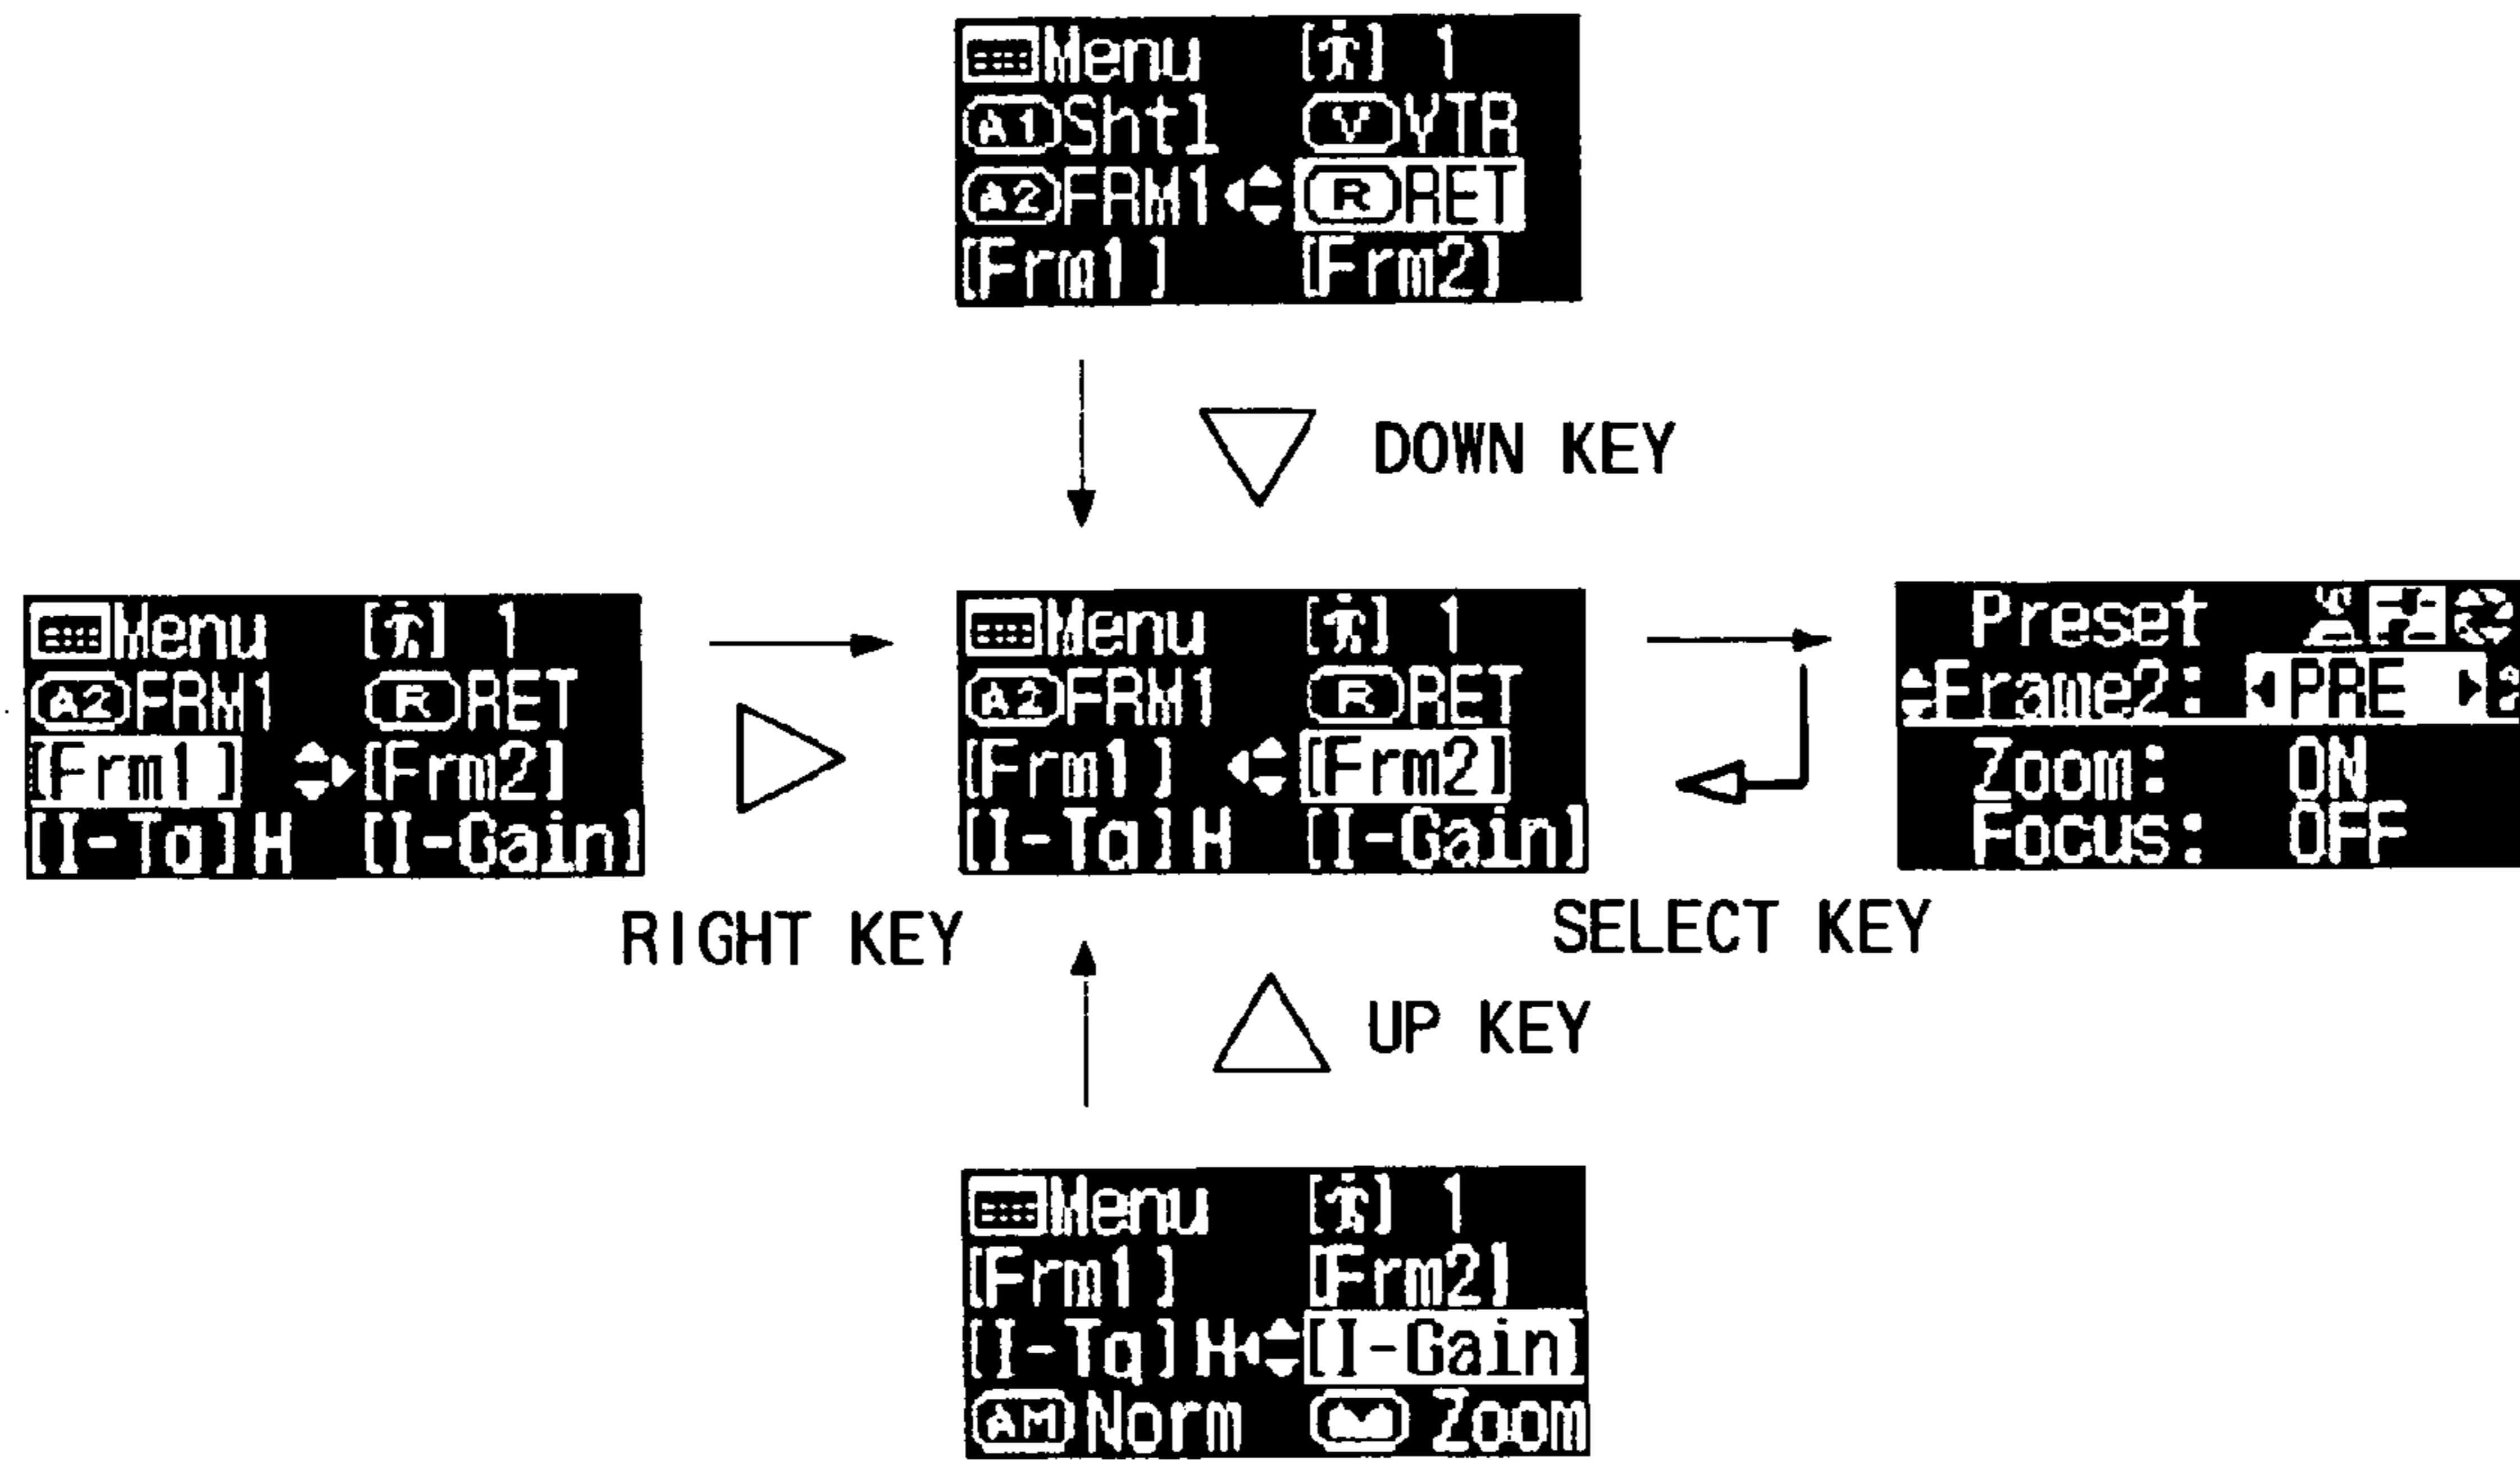 Menu [ ] 1
A1 Sht1 V VTR
A2 FRM1 R RET
[Frm1 ] [Frm2]
DOWN KEY
Menu [ ] 1
A2 FRM1 R RET
[Frm1 ] [Frm2]
[I-Tq] H [I-Gain]
RIGHT KEY
Menu [ ] 1
A2 FRM1 R RET
[Frm1 ] [Frm2]
[I-Tq] H [I-Gain]
Preset
Frame2: PRE
Zoom: ON
Focus: OFF
SELECT KEY
UP KEY
Menu [ ] 1
[Frm1 ] [Frm2]
[I-Tq] H [I-Gain]
AM Norm Zoom